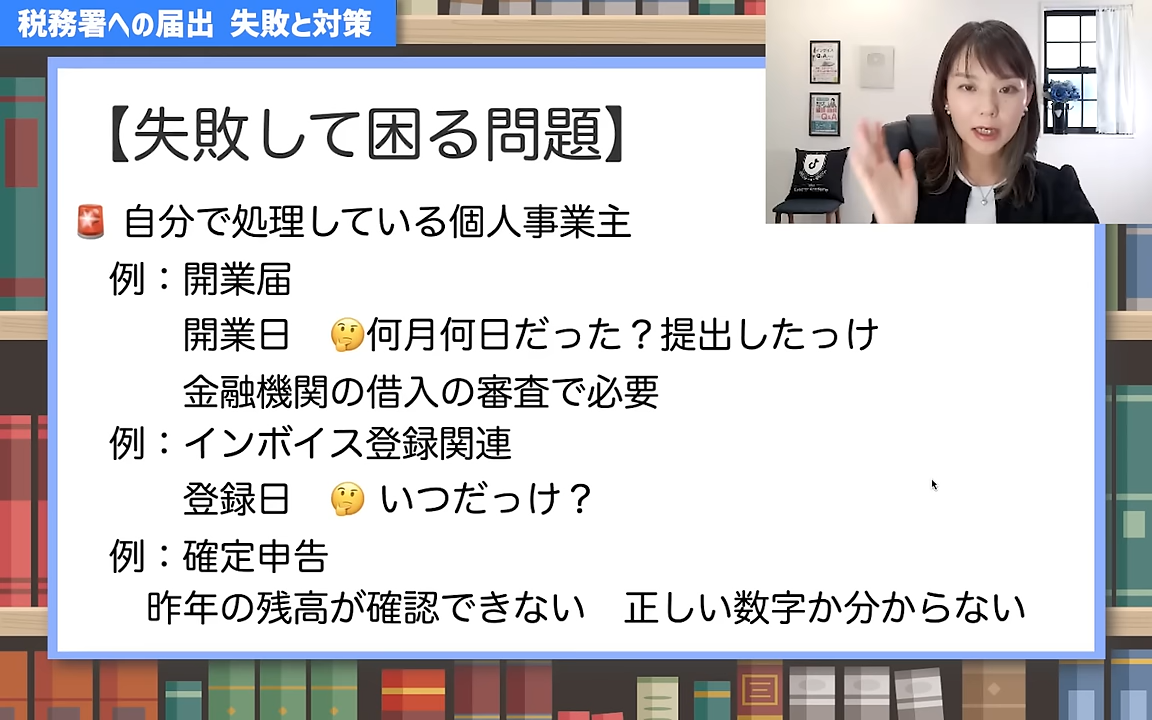 税務署への届出 失敗と対策
【失敗して困る問題】
🚨 自分で処理している個人事業主
例：開業届
開業日 🤔何月何日だった？提出したっけ
金融機関の借入の審査で必要
例：インボイス登録関連
登録日 🤔 いつだっけ？
例：確定申告
昨年の残高が確認できない 正しい数字か分からない
Q&A
Q&A